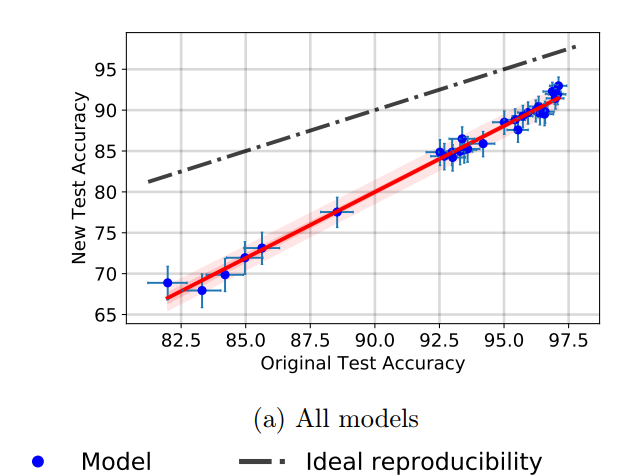 95
90
85
80
75
70
65
New Test Accuracy
82.5 85.0 87.5 90.0 92.5 95.0 97.5
Original Test Accuracy
(a) All models
Model Ideal reproducibility